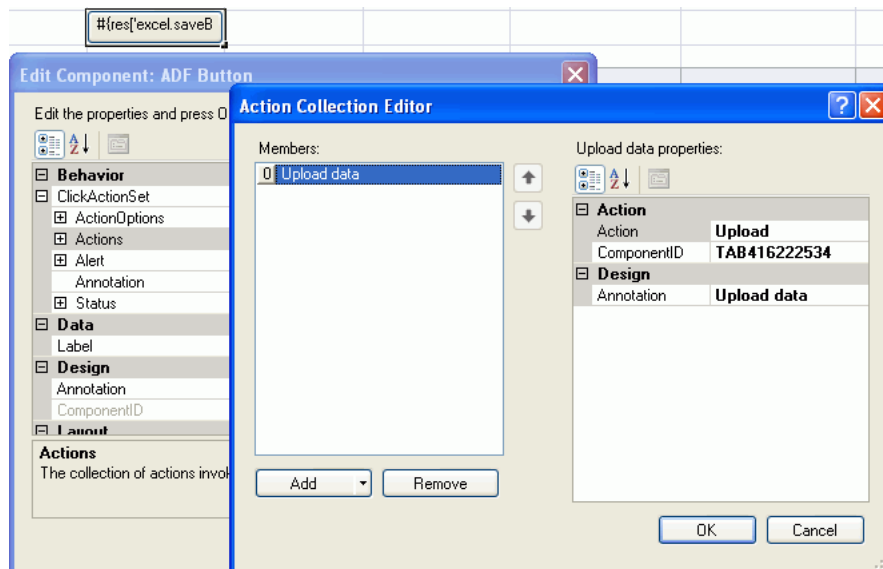 #{res['excel.saveB
Edit Component: ADF Button
Edit the properties and press O
Behavior
ClickActionSet
ActionOptions
Actions
Alert
Annotation
Status
Data
Label
Design
Annotation
ComponentID
Layout
Actions
The collection of actions invok
Action Collection Editor
Members:
0 Upload data
Add
Remove
Upload data properties:
Action
Action Upload
ComponentID TAB416222534
Design
Annotation Upload data
OK
Cancel